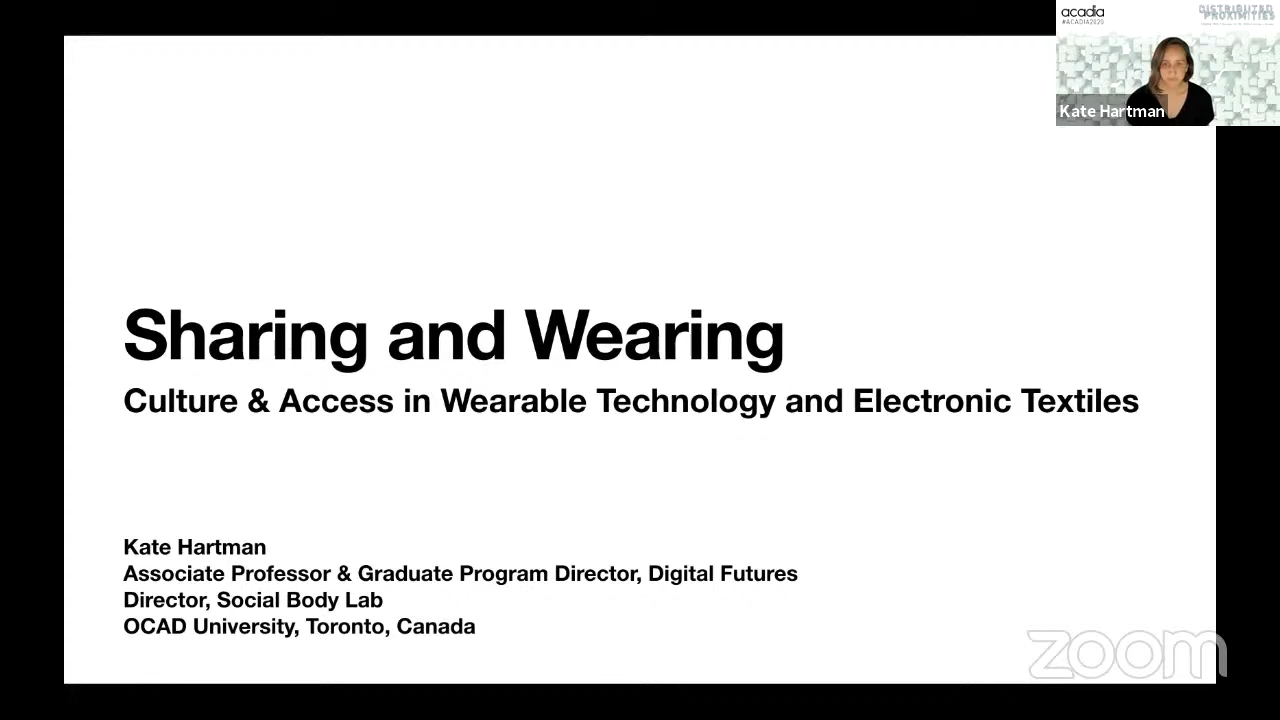 acadia
#ACADIA2020
DISTRIBUTED
PROXIMITIES
Kate Hartman
Sharing and Wearing
Culture & Access in Wearable Technology and Electronic Textiles
Kate Hartman
Associate Professor & Graduate Program Director, Digital Futures
Director, Social Body Lab
OCAD University, Toronto, Canada
zoom